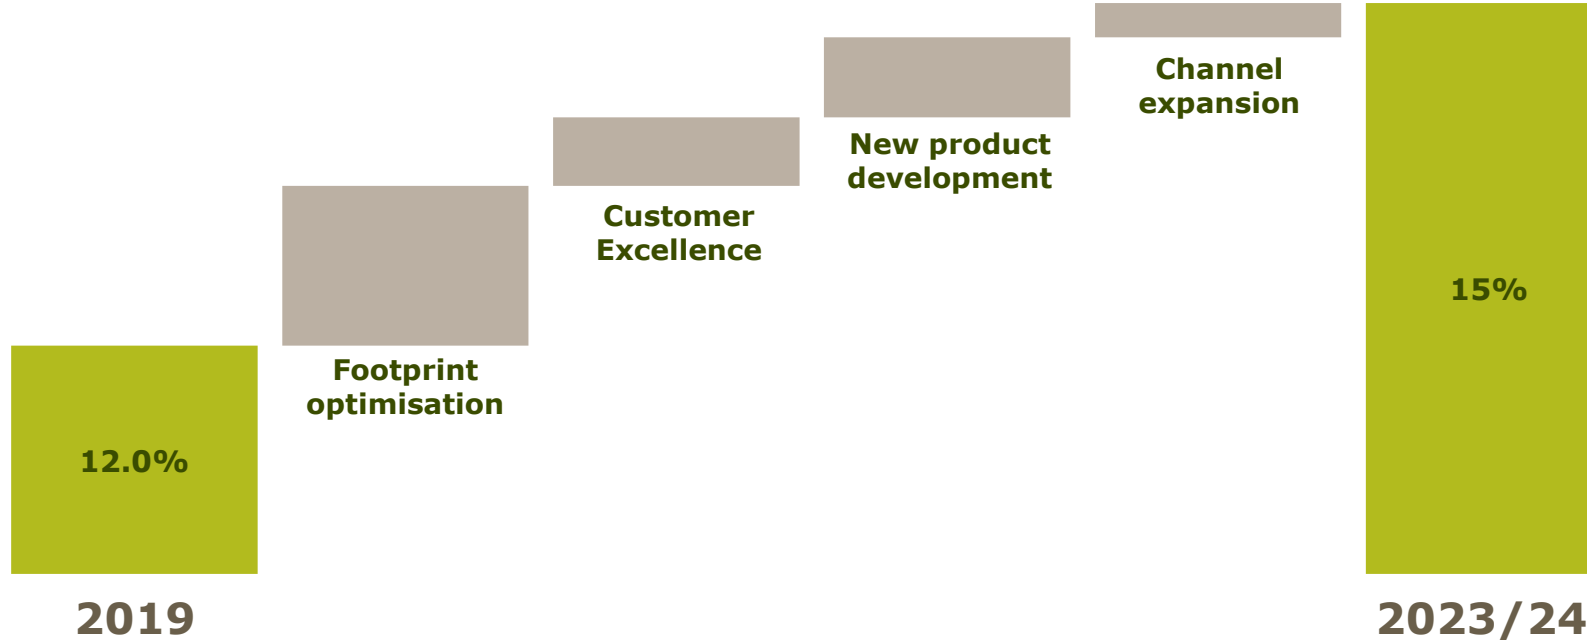 Channel
expansion
New product
development
Customer
Excellence
15%
Footprint
optimisation
12.0%
2019
2023/24